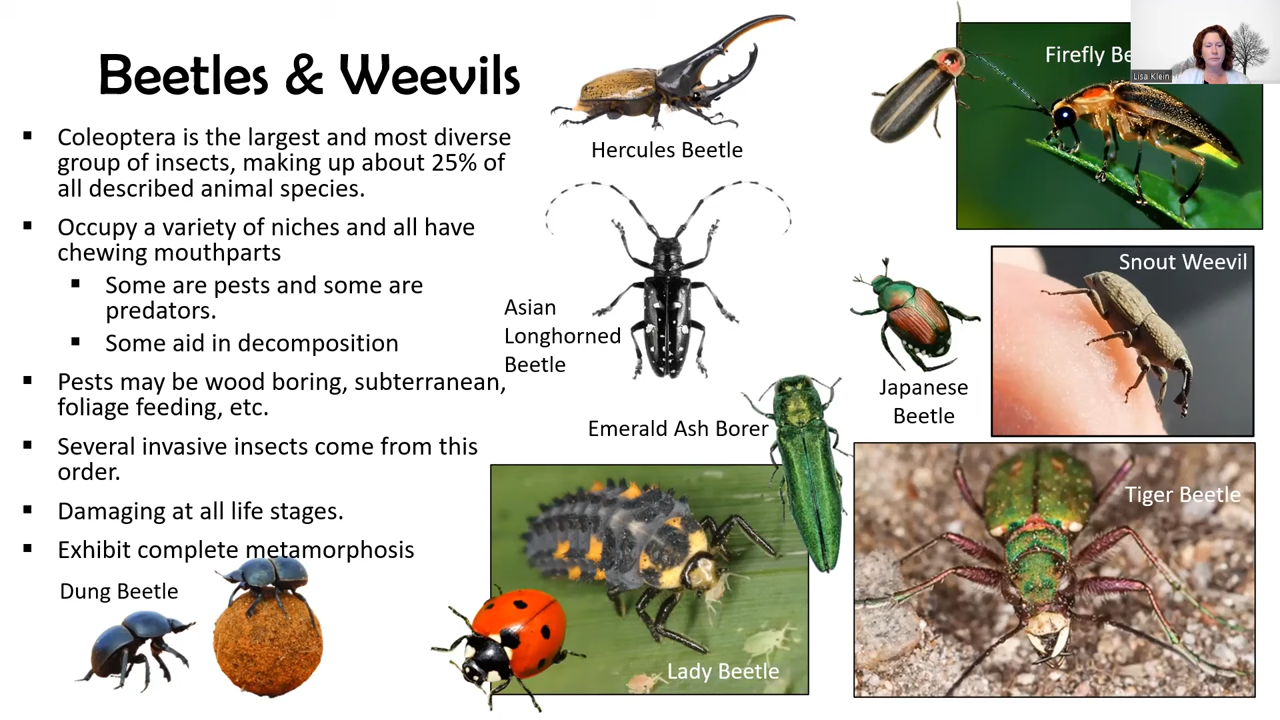 Beetles & Weevils
▪ Coleoptera is the largest and most diverse
group of insects, making up about 25% of
all described animal species.
▪ Occupy a variety of niches and all have
chewing mouthparts
▪ Some are pests and some are
predators.
▪ Some aid in decomposition
▪ Pests may be wood boring, subterranean,
foliage feeding, etc.
▪ Several invasive insects come from this
order.
▪ Damaging at all life stages.
▪ Exhibit complete metamorphosis
Dung Beetle
Hercules Beetle
Firefly Be
Lisa Klein
Asian
Longhorned
Beetle
Japanese
Beetle
Snout Weevil
Emerald Ash Borer
Lady Beetle
Tiger Beetle